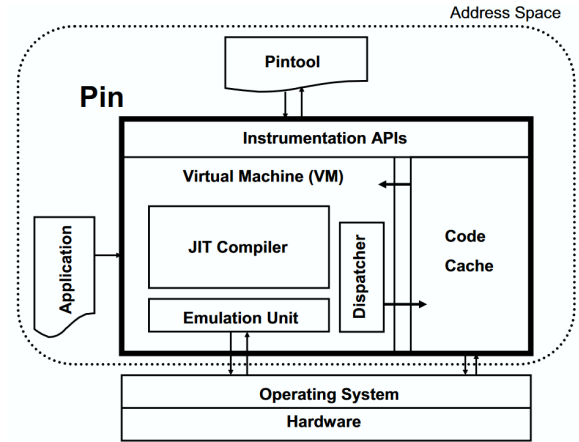 Address Space
Pintool
Pin
Instrumentation APIs
Virtual Machine (VM)
JIT Compiler
Emulation Unit
Dispatcher
Code
Cache
Application
Operating System
Hardware